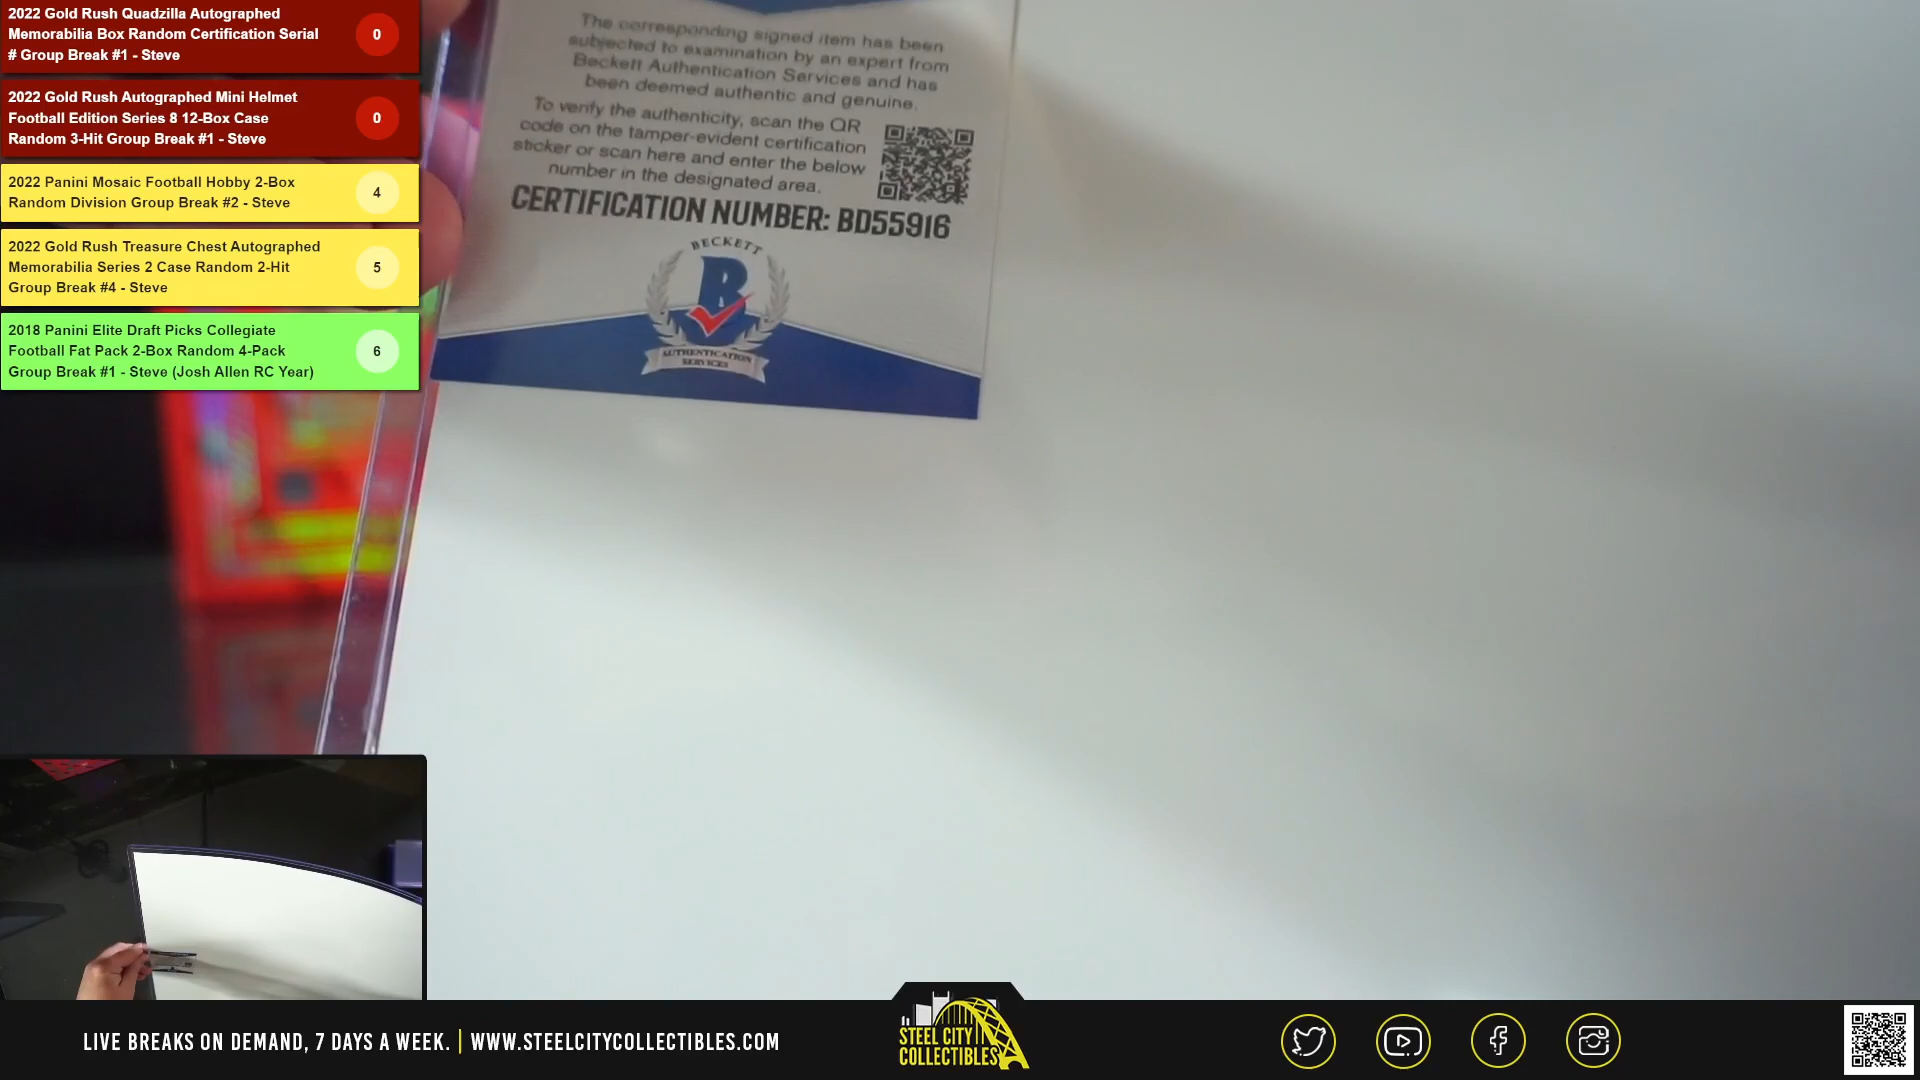 2022 Gold Rush Quadzilla Autographed
Memorabilia Box Random Certification Serial
# Group Break #1 - Steve
0
2022 Gold Rush Autographed Mini Helmet
Football Edition Series 8 12-Box Case
Random 3-Hit Group Break #1 - Steve
0
2022 Panini Mosaic Football Hobby 2-Box
Random Division Group Break #2 - Steve
4
2022 Gold Rush Treasure Chest Autographed
Memorabilia Series 2 Case Random 2-Hit
Group Break #4 - Steve
5
2018 Panini Elite Draft Picks Collegiate
Football Fat Pack 2-Box Random 4-Pack
Group Break #1 - Steve (Josh Allen RC Year)
6
The corresponding signed item has been
subjected to examination by an expert from
Beckett Authentication Services and has
been deemed authentic and genuine.
To verify the authenticity, scan the QR
code on the tamper-evident certification
sticker or scan here and enter the below
number in the designated area.
CERTIFICATION NUMBER: BD55916
BECKETT
B
AUTHENTICATION
SERVICES
LIVE BREAKS ON DEMAND, 7 DAYS A WEEK. | WWW.STEELCITYCOLLECTIBLES.COM
STEEL CITY
COLLECTIBLES